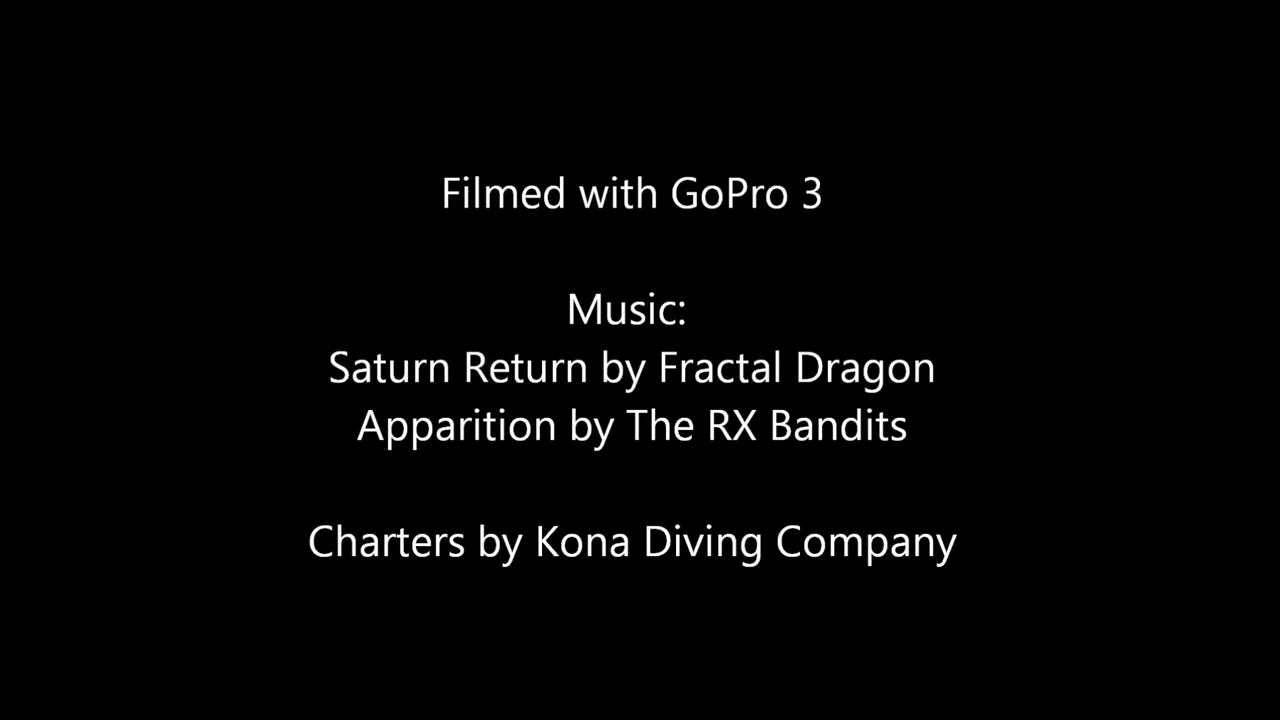 Filmed with GoPro 3
Music:
Saturn Return by Fractal Dragon
Apparition by The RX Bandits
Charters by Kona Diving Company